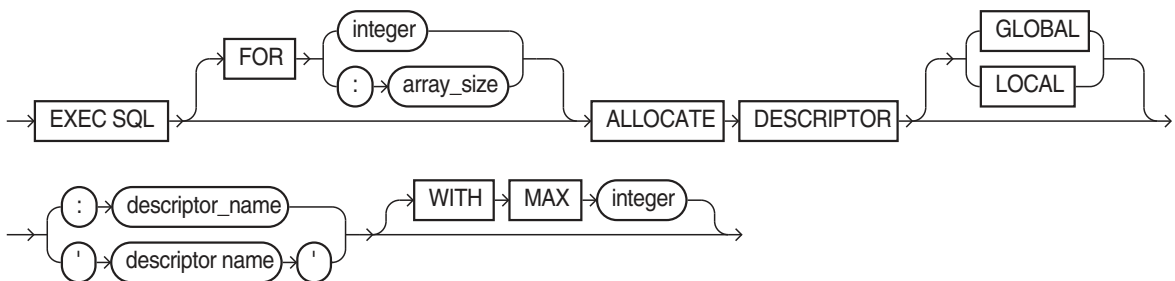 integer GLOBAL
FOR
: array_size LOCAL
EXEC SQL ALLOCATE DESCRIPTOR
: descriptor_name WITH MAX integer
' descriptor name '